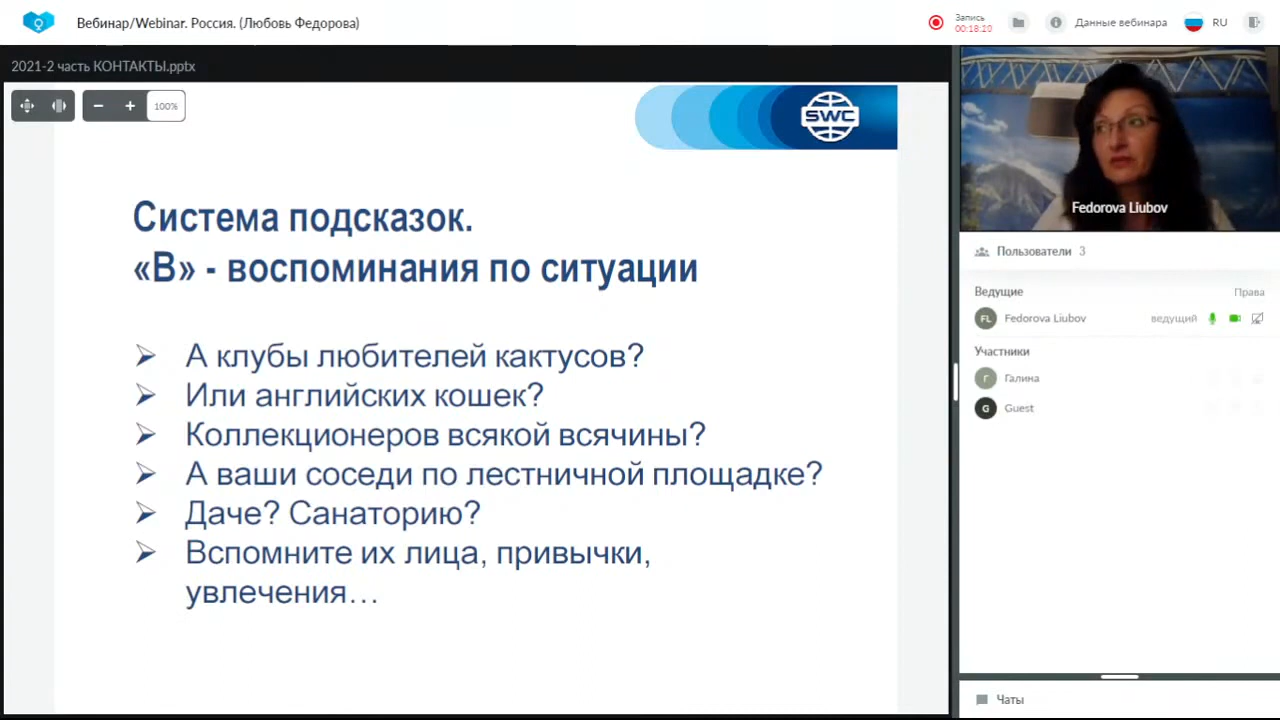 Вебинар/Webinar. Россия. (Любовь Федорова)
Запись
00:18:20
Данные вебинара
RU
2021-2 часть КОНТАКТЫ.pptx
100%
SWC
Система подсказок.
«В» - воспоминания по ситуации
А клубы любителей кактусов?
Или английских кошек?
Коллекционеров всякой всячины?
А ваши соседи по лестничной площадке?
Даче? Санаторию?
Вспомните их лица, привычки,
увлечения…
Fedorova Liubov
Пользователи 3
Ведущие Права
FL Fedorova Liubov ведущий
Участники
Г Галина
G Guest
Чаты